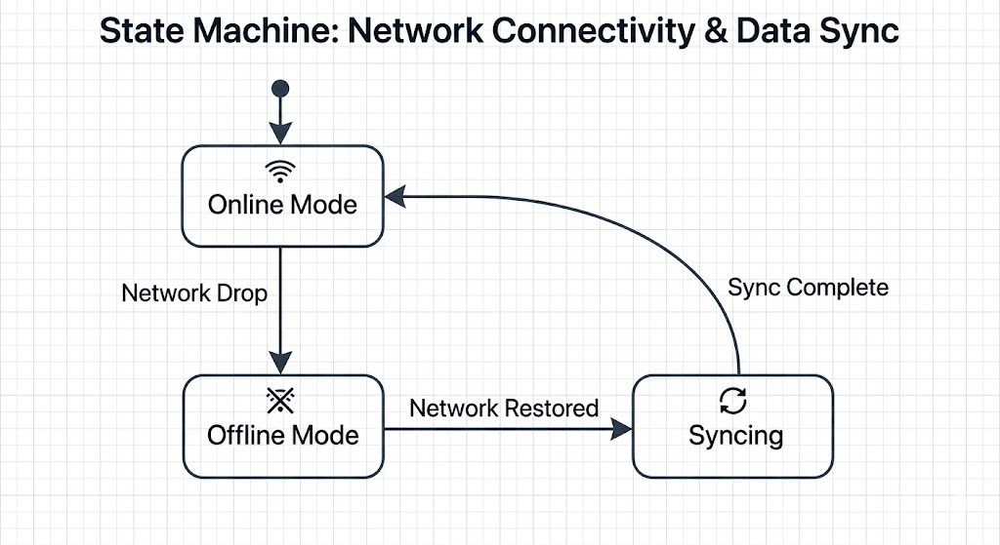 State Machine: Network Connectivity & Data Sync
Online Mode
Network Drop
Sync Complete
Offline Mode
Network Restored
Syncing